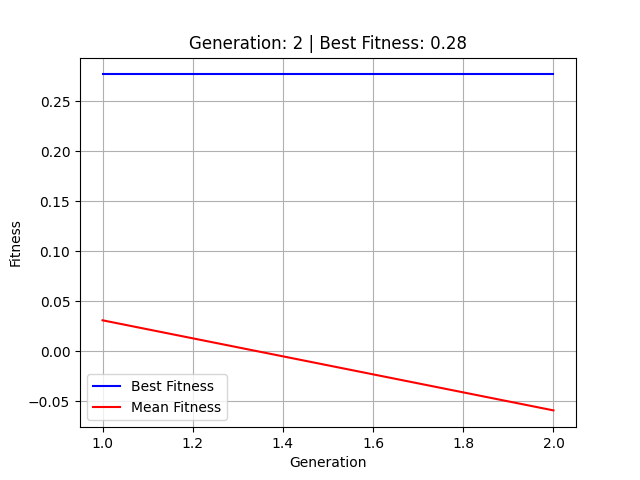 Generation: 2 | Best Fitness: 0.28
Fitness
0.25
0.20
0.15
0.10
0.05
0.00
−0.05
Best Fitness
Mean Fitness
1.0 1.2 1.4 1.6 1.8 2.0
Generation